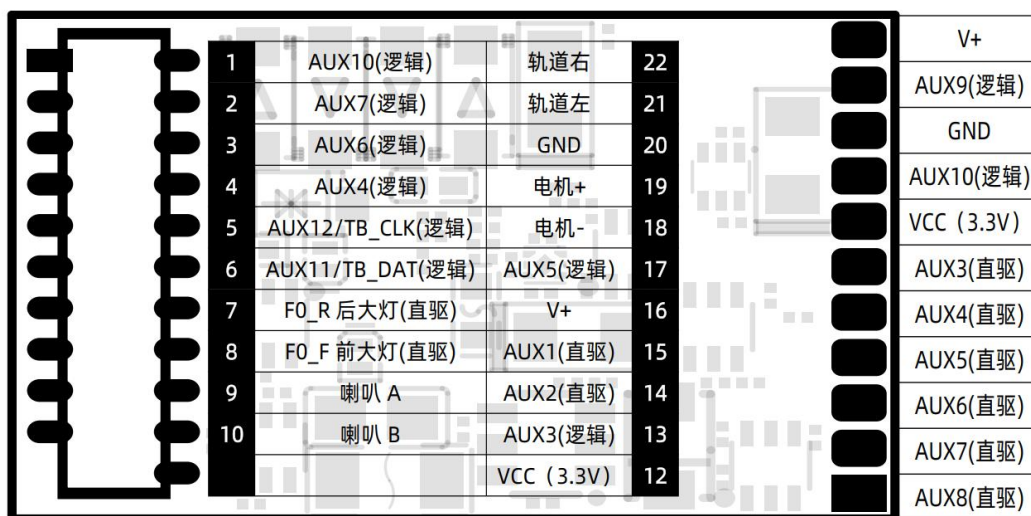 1 AUX10(逻辑) 轨道右 22
2 AUX7(逻辑) 轨道左 21
3 AUX6(逻辑) GND 20
4 AUX4(逻辑) 电机+ 19
5 AUX12/TB_CLK(逻辑) 电机- 18
6 AUX11/TB_DAT(逻辑) AUX5(逻辑) 17
7 F0_R 后大灯(直驱) V+ 16
8 F0_F 前大灯(直驱) AUX1(直驱) 15
9 喇叭 A AUX2(直驱) 14
10 喇叭 B AUX3(逻辑) 13
VCC（3.3V） 12
V+
AUX9(逻辑)
GND
AUX10(逻辑)
VCC（3.3V）
AUX3(直驱)
AUX4(直驱)
AUX5(直驱)
AUX6(直驱)
AUX7(直驱)
AUX8(直驱)